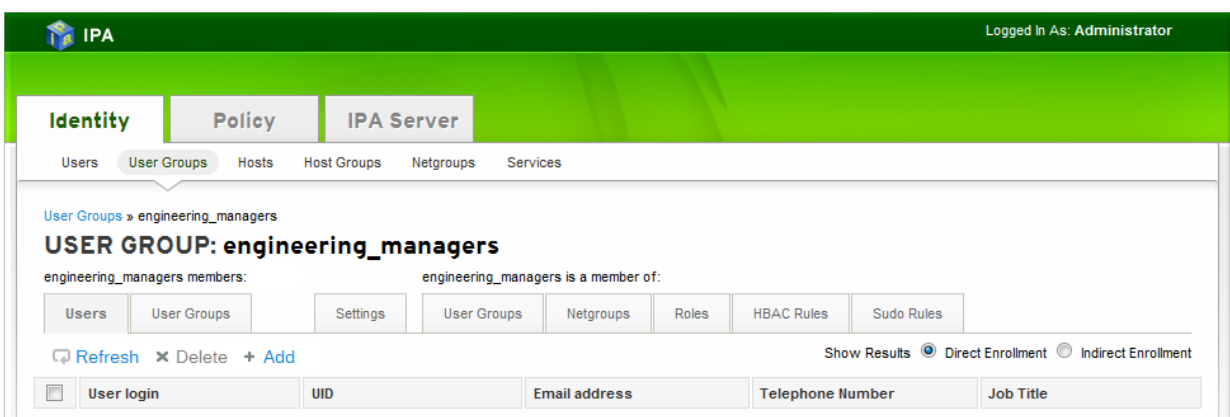 IPA Logged In As: Administrator
Identity Policy IPA Server
Users User Groups Hosts Host Groups Netgroups Services
User Groups » engineering_managers
USER GROUP: engineering_managers
engineering_managers members: engineering_managers is a member of:
Users User Groups Settings User Groups Netgroups Roles HBAC Rules Sudo Rules
Refresh Delete + Add Show Results Direct Enrollment Indirect Enrollment
User login UID Email address Telephone Number Job Title